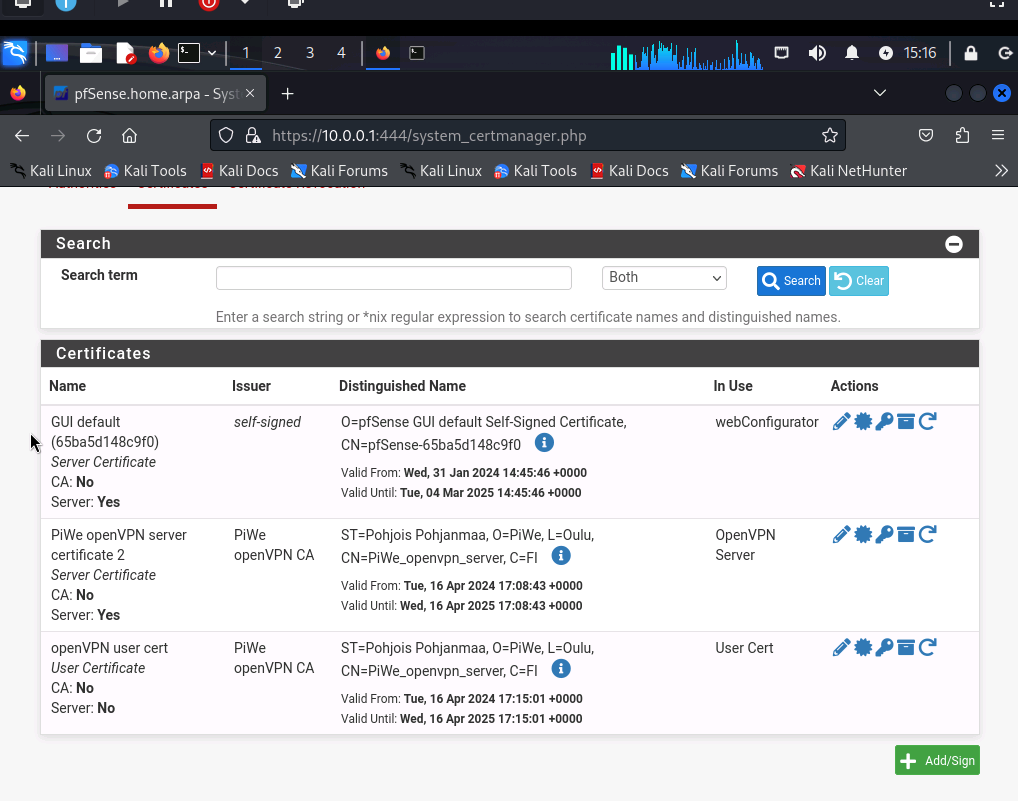 1 2 3 4 15:16
pfSense.home.arpa - Syst
https://10.0.0.1:444/system_certmanager.php
Kali Linux Kali Tools Kali Docs Kali Forums Kali Linux Kali Tools Kali Docs Kali Forums Kali NetHunter
Search
Search term Both Search Clear
Enter a search string or *nix regular expression to search certificate names and distinguished names.
Certificates
Name Issuer Distinguished Name In Use Actions
GUI default
(65ba5d148c9f0)
Server Certificate
CA: No
Server: Yes
self-signed
O=pfSense GUI default Self-Signed Certificate,
CN=pfSense-65ba5d148c9f0
Valid From: Wed, 31 Jan 2024 14:45:46 +0000
Valid Until: Tue, 04 Mar 2025 14:45:46 +0000
webConfigurator
PiWe openVPN server
certificate 2
Server Certificate
CA: No
Server: Yes
PiWe
openVPN CA
ST=Pohjois Pohjanmaa, O=PiWe, L=Oulu,
CN=PiWe_openvpn_server, C=FI
Valid From: Tue, 16 Apr 2024 17:08:43 +0000
Valid Until: Wed, 16 Apr 2025 17:08:43 +0000
OpenVPN
Server
openVPN user cert
User Certificate
CA: No
Server: No
PiWe
openVPN CA
ST=Pohjois Pohjanmaa, O=PiWe, L=Oulu,
CN=PiWe_openvpn_server, C=FI
Valid From: Tue, 16 Apr 2024 17:15:01 +0000
Valid Until: Wed, 16 Apr 2025 17:15:01 +0000
User Cert
Add/Sign